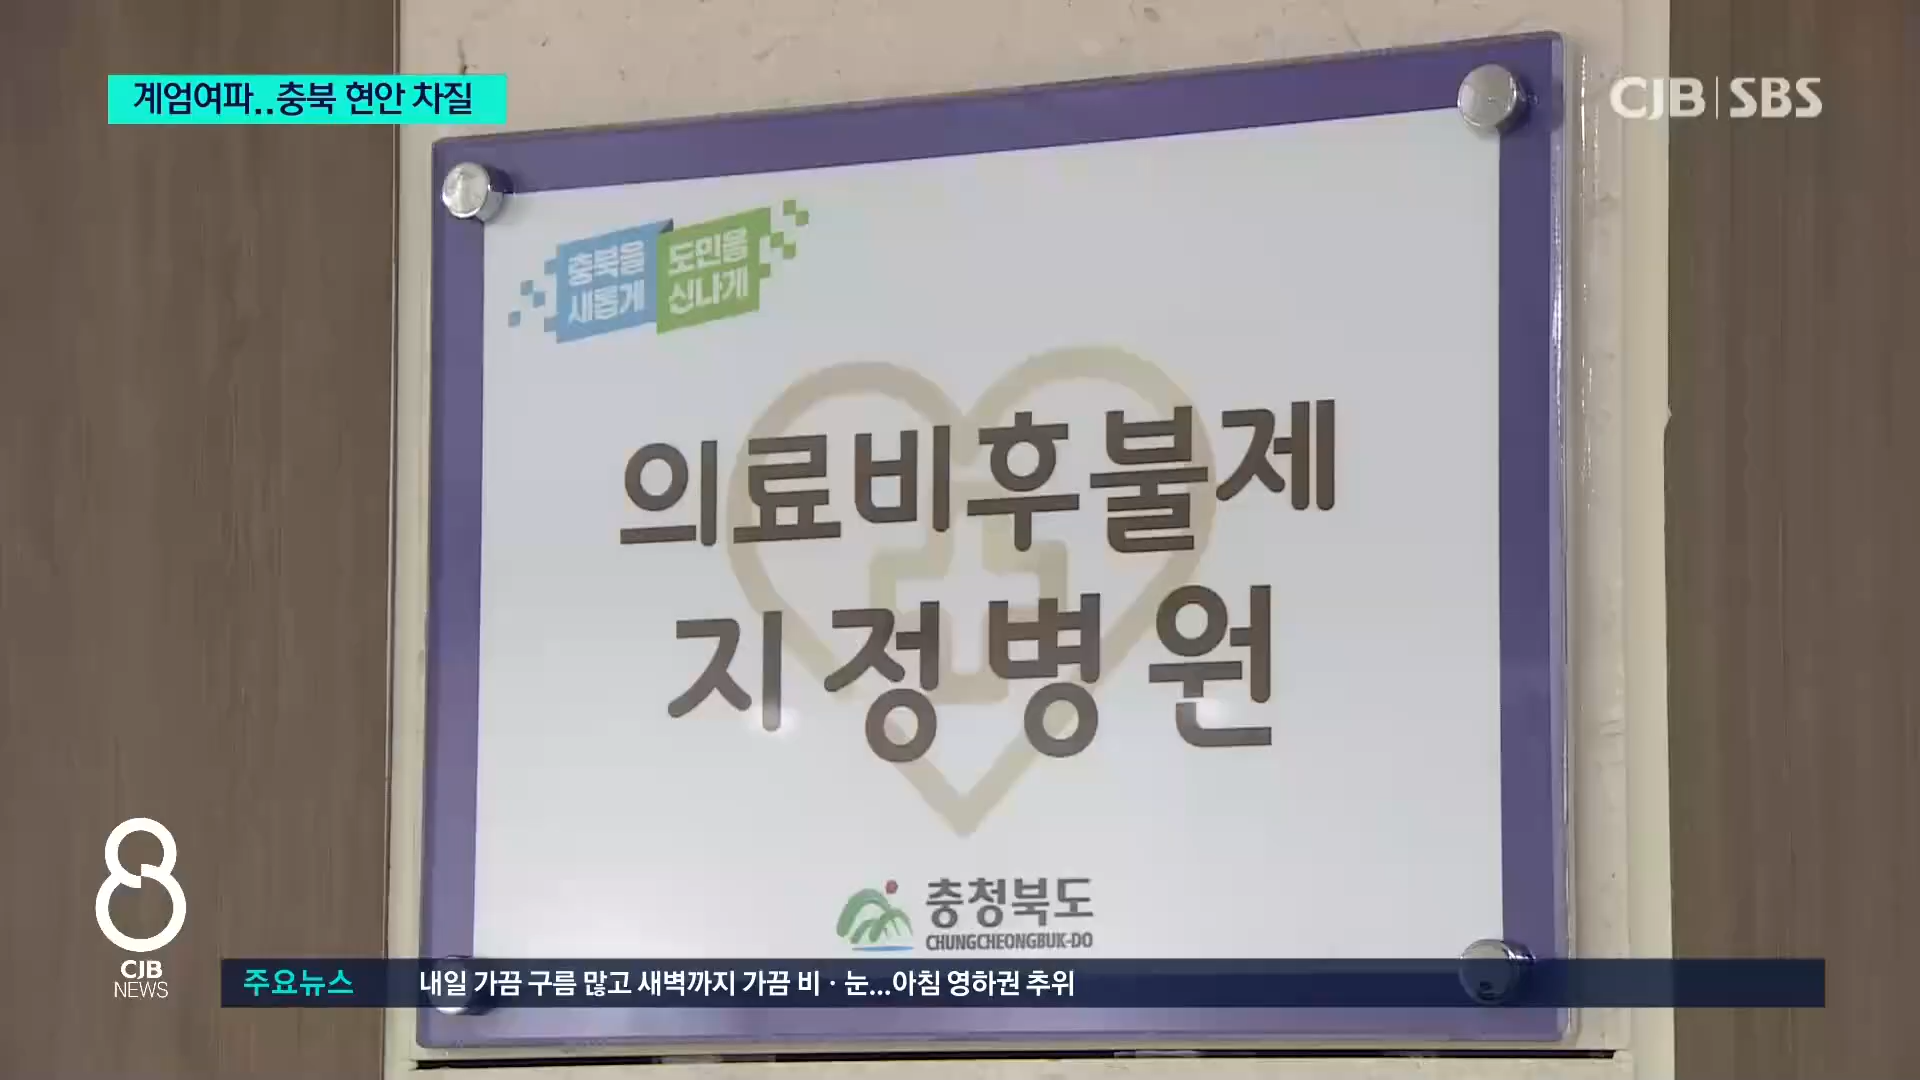 계엄여파..충북 현안 차질
CJB SBS
충북을 도민을
새롭게 신나게
의료비후불제
지정병원
충청북도
CHUNGCHEONGBUK-DO
8
CJB
NEWS
주요뉴스 내일 가끔 구름 많고 새벽까지 가끔 비·눈...아침 영하권 추위